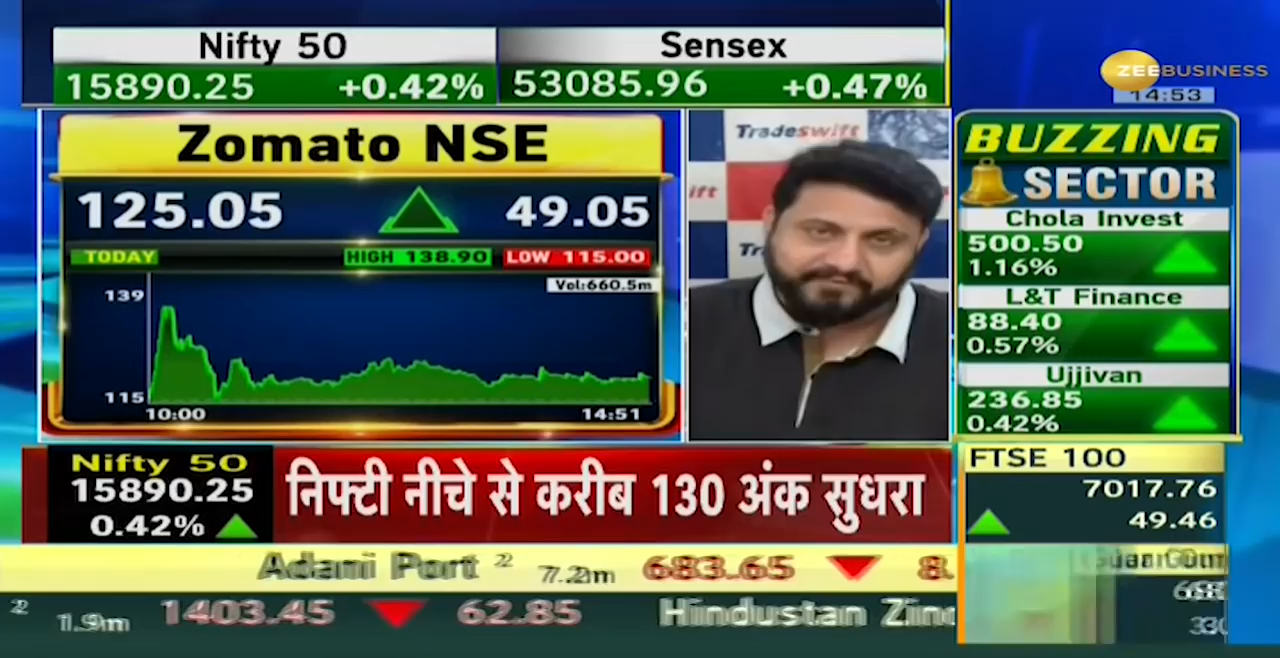 Nifty 50
15890.25 +0.42%
Sensex
53085.96 +0.47%
ZEEBUSINESS
14:53
Zomato NSE
125.05 49.05
TODAY HIGH 138.90 LOW 115.00
Vol:660.5m
139
115
10:00 14:51
Tradeswift
ift
BUZZING
SECTOR
Chola Invest
500.50
1.16%
L&T Finance
88.40
0.57%
Ujjivan
236.85
0.42%
Nifty 50
15890.25
0.42%
निफ्टी नीचे से करीब 130 अंक सुधरा
FTSE 100
7017.76
49.46
Adani Port 2 7.2m 683.65 8.
2 1.9m 1403.45 62.85 Hindustan Zinc